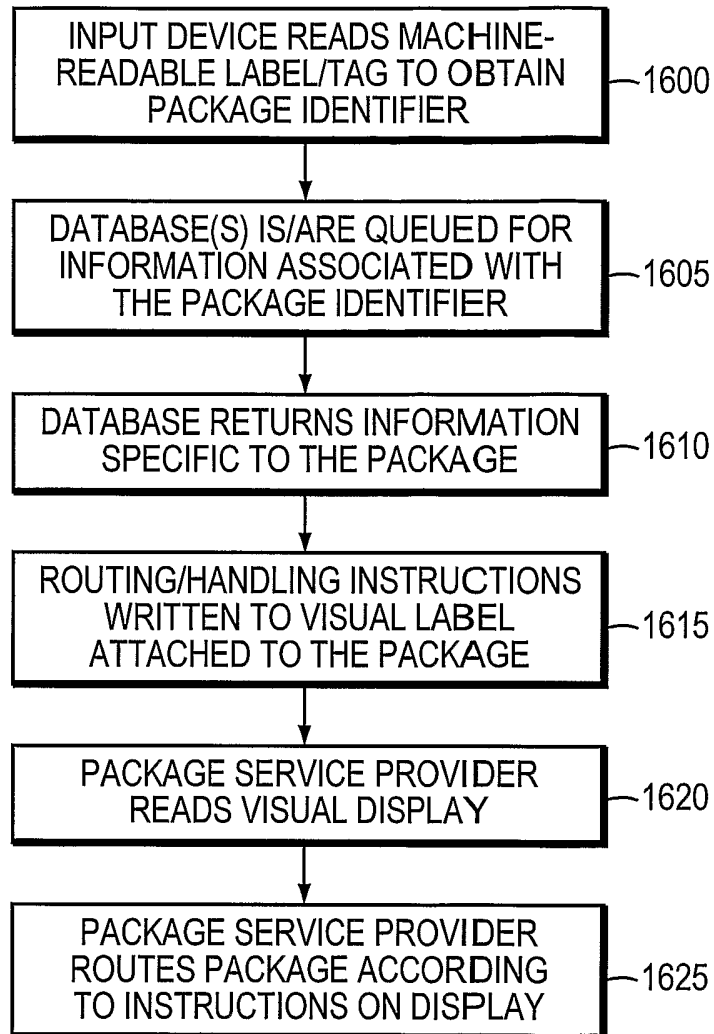 INPUT DEVICE READS MACHINE-
READABLE LABEL/TAG TO OBTAIN
PACKAGE IDENTIFIER
1600
DATABASE(S) IS/ARE QUEUED FOR
INFORMATION ASSOCIATED WITH
THE PACKAGE IDENTIFIER
1605
DATABASE RETURNS INFORMATION
SPECIFIC TO THE PACKAGE
1610
ROUTING/HANDLING INSTRUCTIONS
WRITTEN TO VISUAL LABEL
ATTACHED TO THE PACKAGE
1615
PACKAGE SERVICE PROVIDER
READS VISUAL DISPLAY
1620
PACKAGE SERVICE PROVIDER
ROUTES PACKAGE ACCORDING
TO INSTRUCTIONS ON DISPLAY
1625